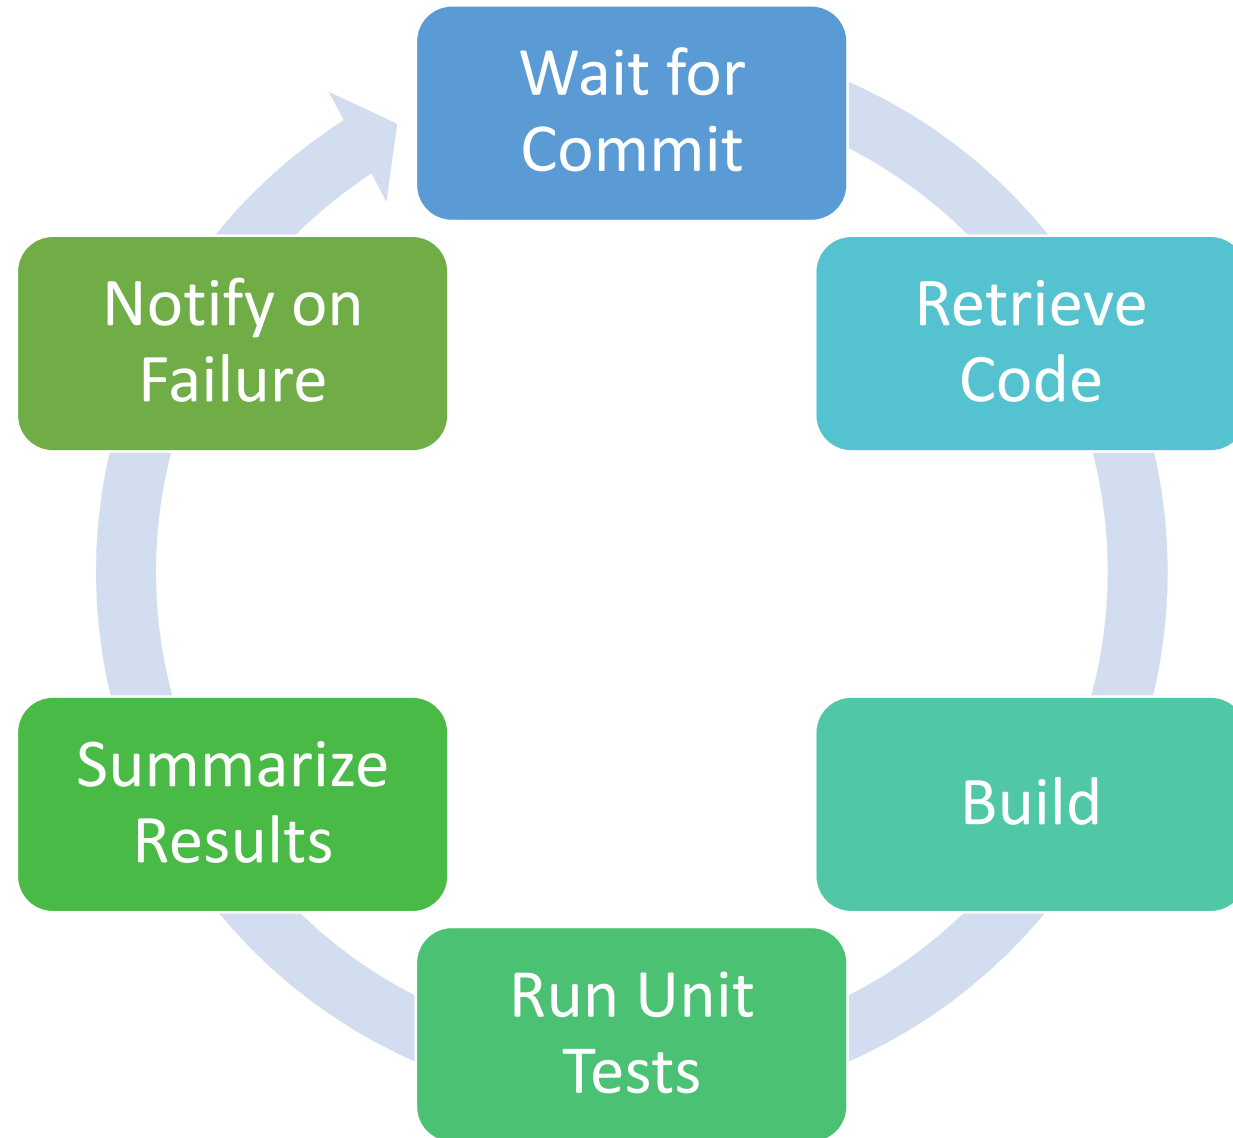 Wait for
Commit
Retrieve
Code
Build
Run Unit
Tests
Summarize
Results
Notify on
Failure